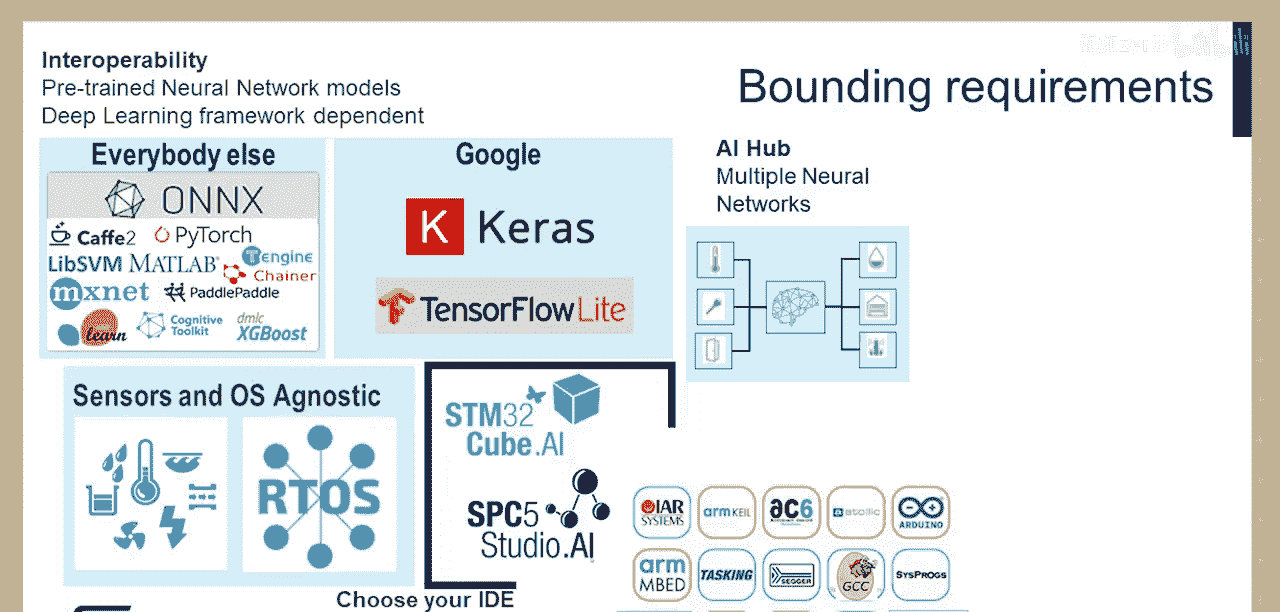 Interoperability
Pre-trained Neural Network models
Deep Learning framework dependent
Bounding requirements
Everybody else
ONNX
Caffe2 PyTorch
LibSVM MATLAB Tengine
Chainer
mxnet PaddlePaddle
learn Cognitive Toolkit dmlc XGBoost
Google
K Keras
TensorFlow Lite
AI Hub
Multiple Neural
Networks
Sensors and OS Agnostic
RTOS
STM32
Cube.AI
SPC5
Studio.AI
IAR SYSTEMS
arm KEIL
ac6
atollic
ARDUINO
arm MBED
TASKING
SEGGER
GCC
SYSPROGS
Choose your IDE